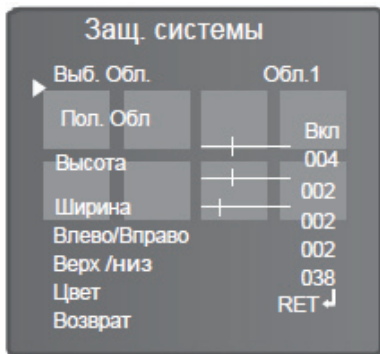 Защ. системы
Выб. Обл. Обл.1
Пол. Обл Вкл
Высота 004
002
Ширина 002
Влево/Вправо 002
Верх /низ 038
Цвет RET
Возврат